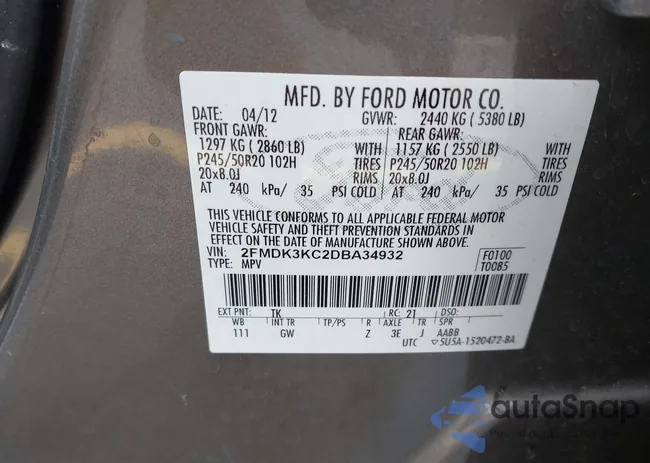 MFD. BY FORD MOTOR CO.
DATE: 04/12 GVWR: 2440 KG ( 5380 LB)
FRONT GAWR: REAR GAWR:
1297 KG ( 2860 LB) WITH 1157 KG ( 2550 LB) WITH
P245/50R20 102H TIRES P245/50R20 102H TIRES
20x8.0J RIMS 20x8.0J RIMS
AT 240 kPa/ 35 PSI COLD AT 240 kPa/ 35 PSI COLD
THIS VEHICLE CONFORMS TO ALL APPLICABLE FEDERAL MOTOR
VEHICLE SAFETY AND THEFT PREVENTION STANDARDS IN
EFFECT ON THE DATE OF MANUFACTURE SHOWN ABOVE.
VIN: 2FMDK3KC2DBA34932 F0100
TYPE: MPV T0085
EXT PNT: TK RC: 21 DSO:
WB INT TR TP/PS R AXLE TR SPR
111 GW Z 3E J AABB
UTC 5U5A-1520472-BA
autaSnap